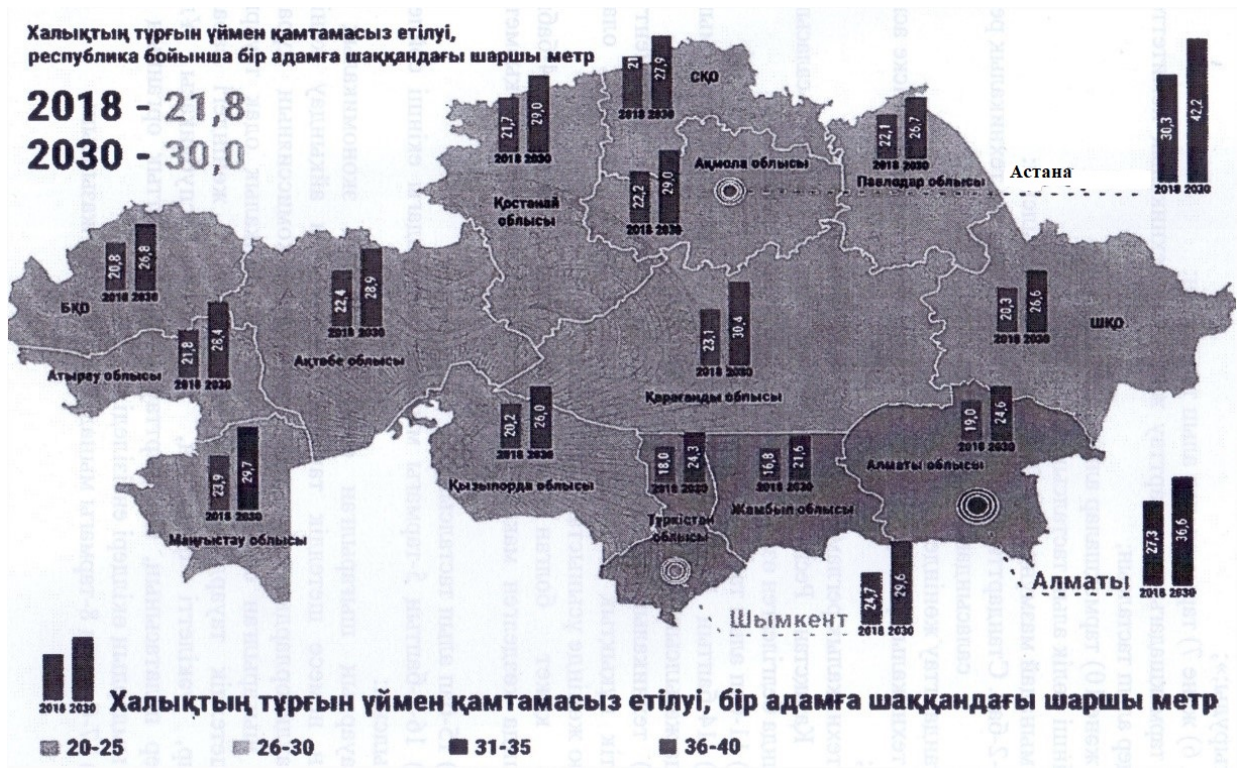 Халықтың тұрғын үймен қамтамасыз етілуі,
республика бойынша бір адамға шаққандағы шаршы метр
2018 - 21,8
2030 - 30,0
21 27,9
2018 2030
СҚО
21,7 29,0
2018 2030
Қостанай
облысы
22,2 29,0
2018 2030
Ақмола облысы
22,1 26,7
2018 2030
Павлодар облысы
Астана
30,3 42,2
2018 2030
20,8 26,8
2018 2030
БҚО
21,8 28,4
2018 2030
Атырау облысы
22,4 28,9
2018 2030
Ақтөбе облысы
23,1 30,4
2018 2030
Қарағанды облысы
20,3 26,6
2018 2030
ШҚО
23,9 29,7
2018 2030
Маңғыстау облысы
20,2 26,0
2018 2030
Қызылорда облысы
18,0 24,3
2018 2030
Түркістан
облысы
16,8 21,6
2018 2030
Жамбыл облысы
19,0 24,6
2018 2030
Алматы облысы
27,3 36,6
2018 2030
Алматы
24,7 29,6
2018 2030
Шымкент
2018 2030
Халықтың тұрғын үймен қамтамасыз етілуі, бір адамға шаққандағы шаршы метр
20-25 26-30 31-35 36-40